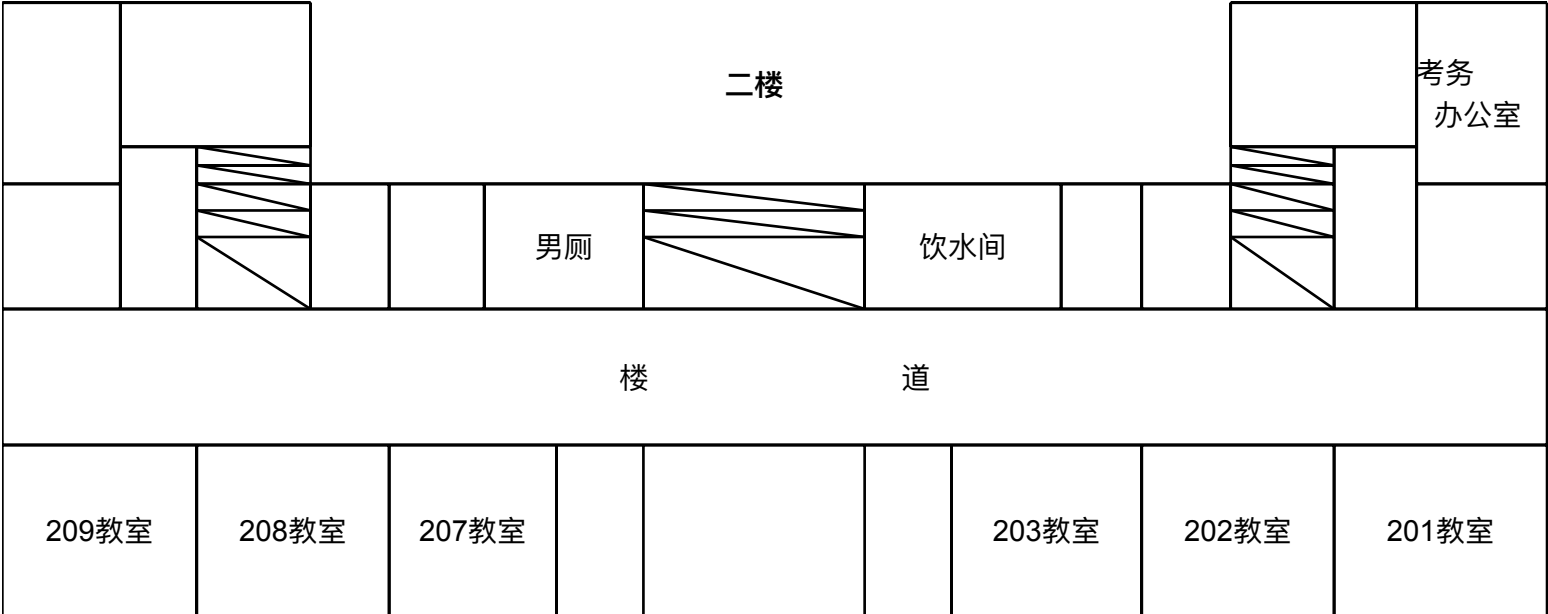 二楼
考务
办公室
男厕
饮水间
楼 道
209教室
208教室
207教室
203教室
202教室
201教室